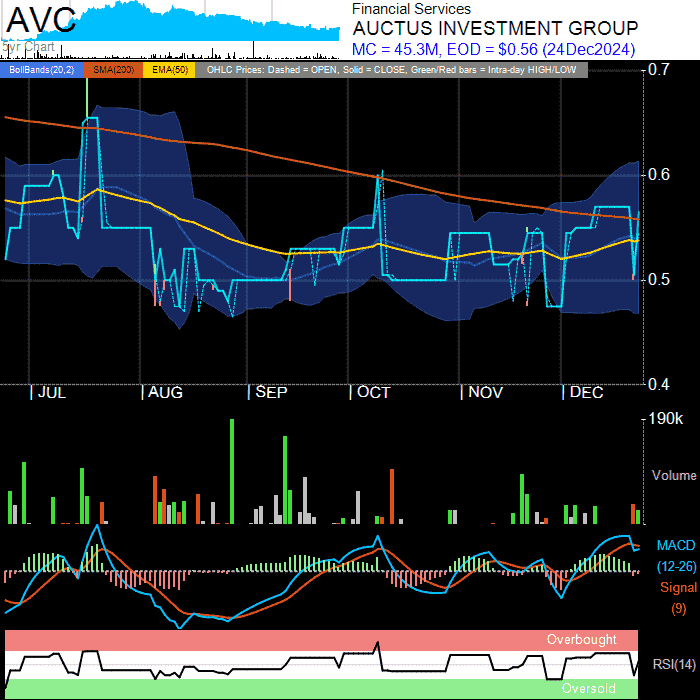 AVC
5yr Chart
Financial Services
AUCTUS INVESTMENT GROUP
MC = 45.3M, EOD = $0.56 (24Dec2024)
BollBands(20,2) SMA(200) EMA(50) OHLC Prices: Dashed = OPEN, Solid = CLOSE, Green/Red bars = Intra-day HIGH/LOW
0.7
0.6
0.5
0.4
JUL AUG SEP OCT NOV DEC
190k
Volume
MACD
(12-26)
Signal
(9)
Overbought
RSI(14)
Oversold